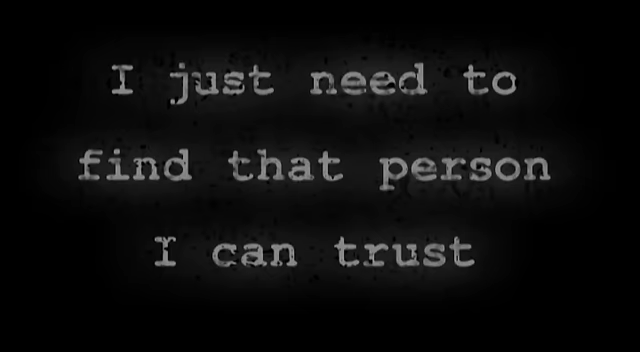 I just need to
find that person
I can trust